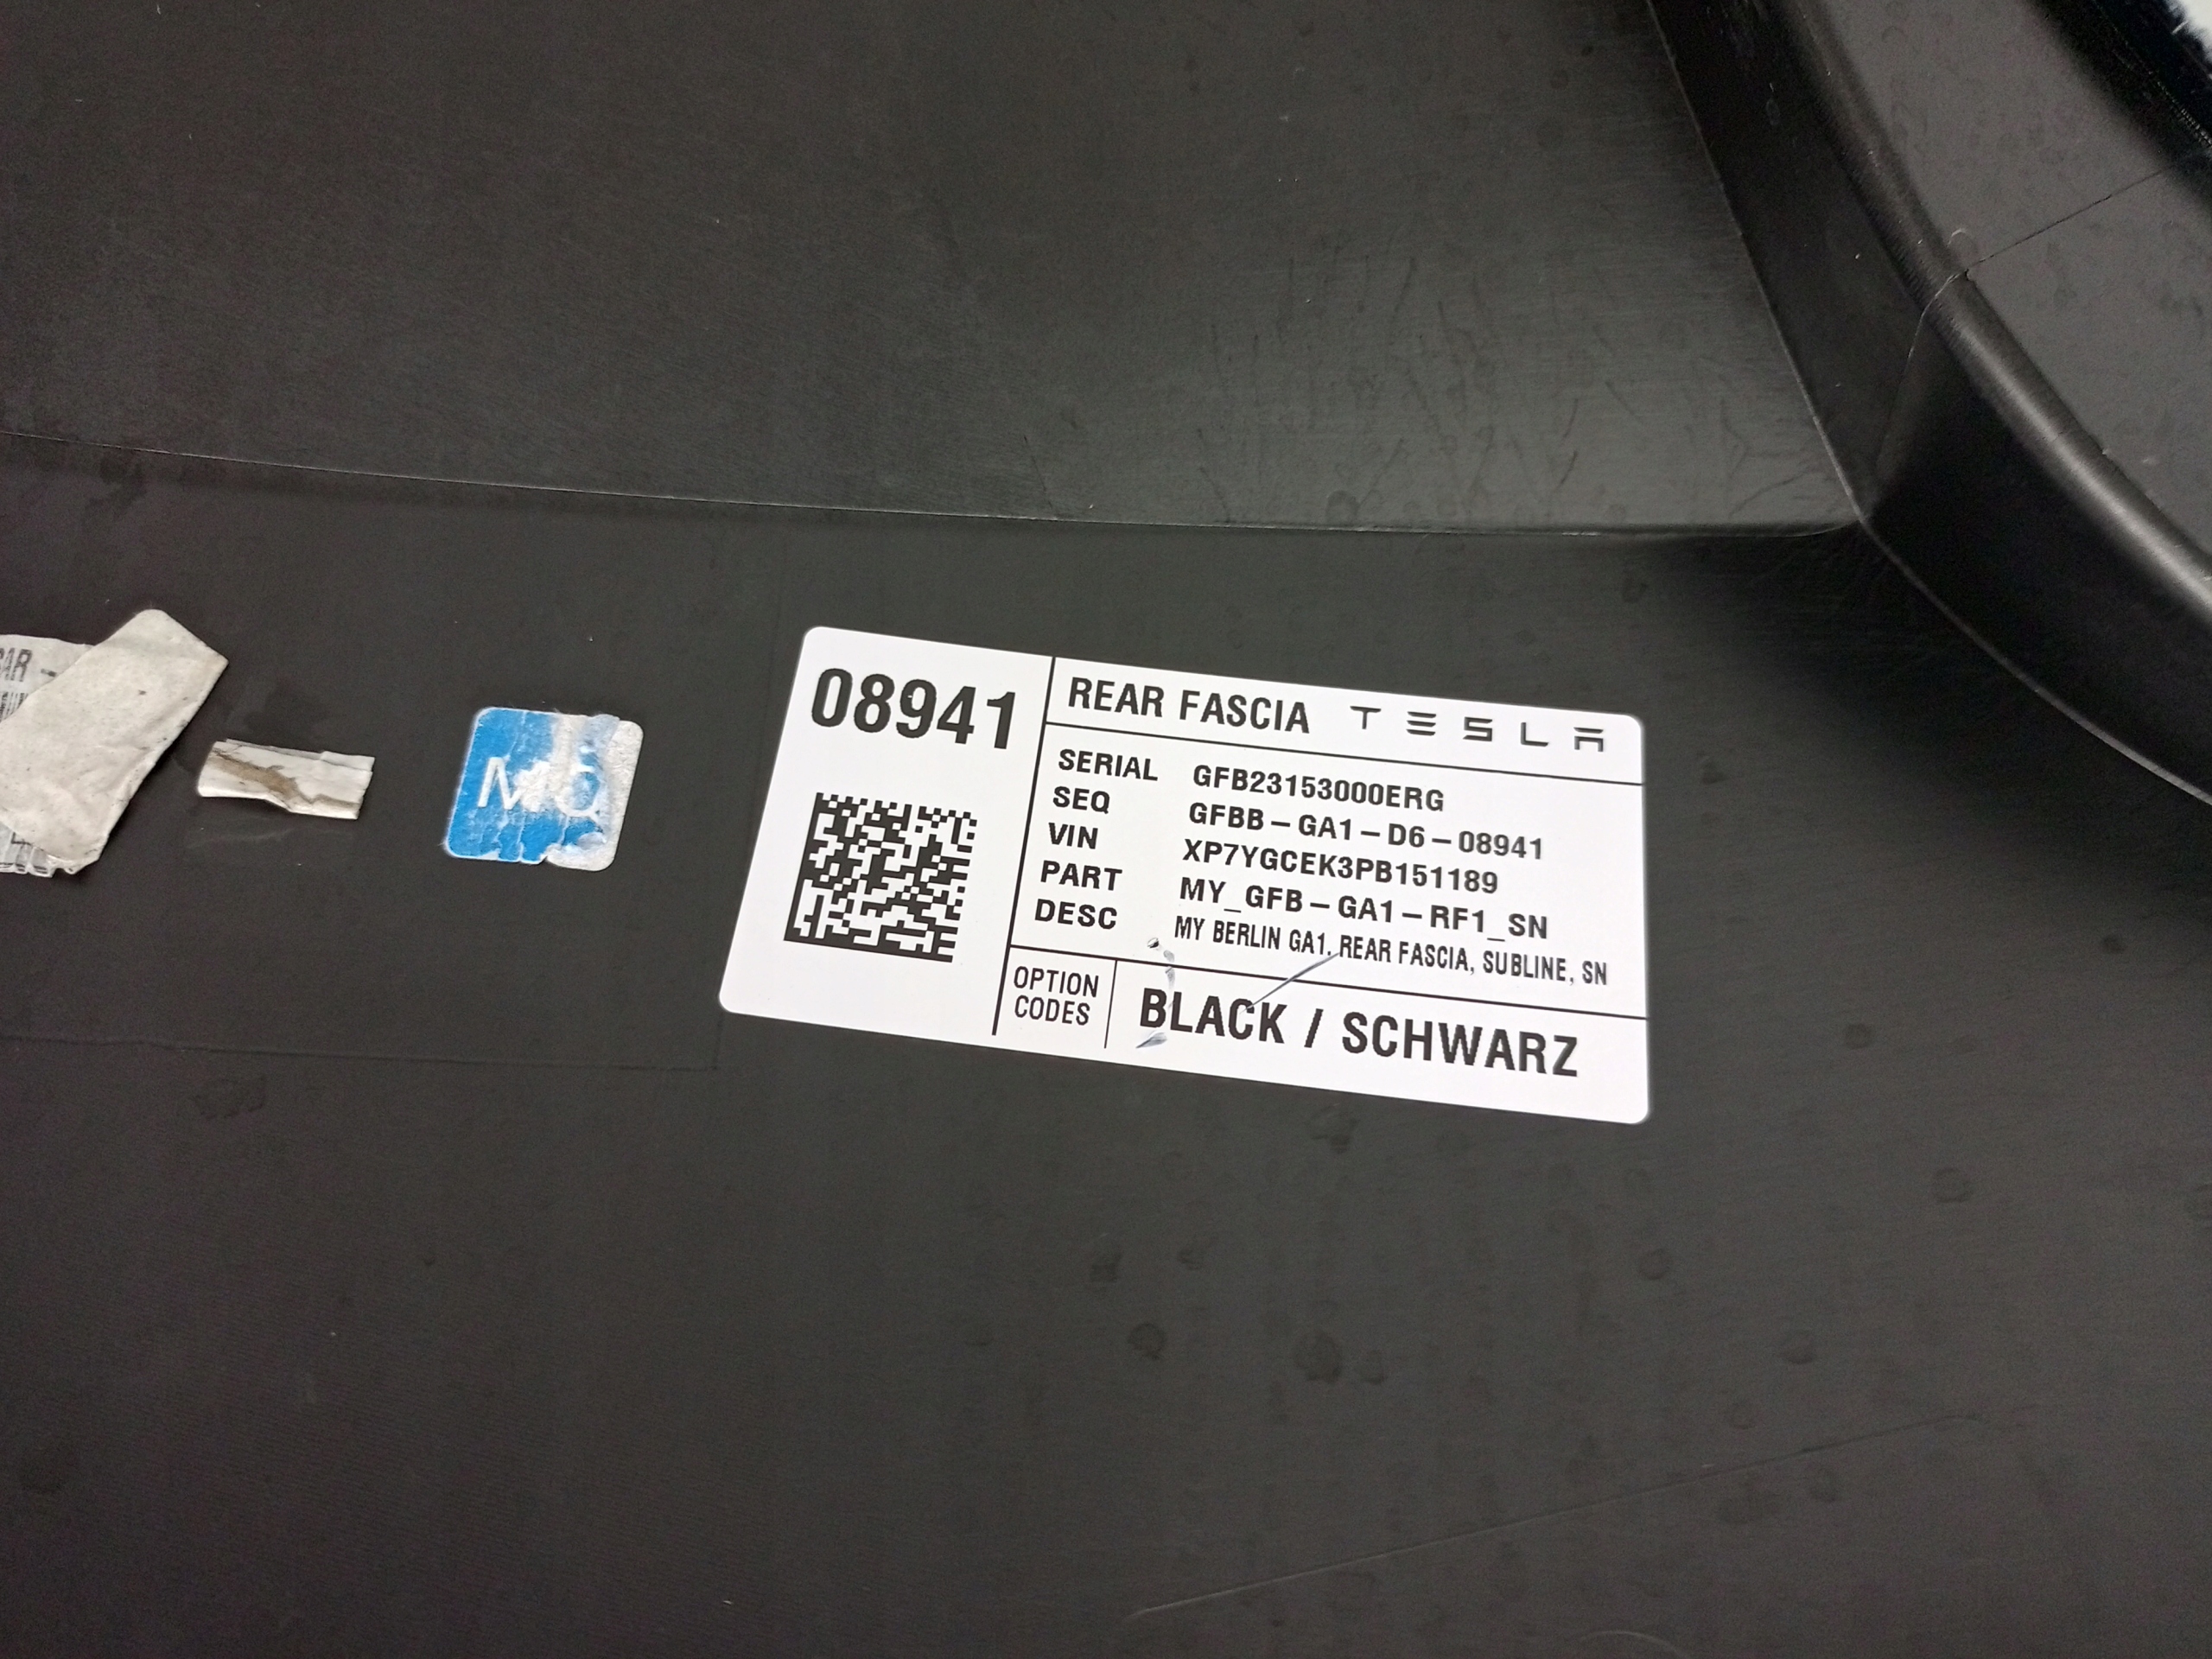 08941
REAR FASCIA TESLA
SERIAL GFB23153000ERG
SEQ GFBB-GA1-D6-08941
VIN XP7YGCEK3PB151189
PART MY_GFB-GA1-RF1_SN
DESC MY BERLIN GA1, REAR FASCIA, SUBLINE, SN
OPTION
CODES
BLACK / SCHWARZ